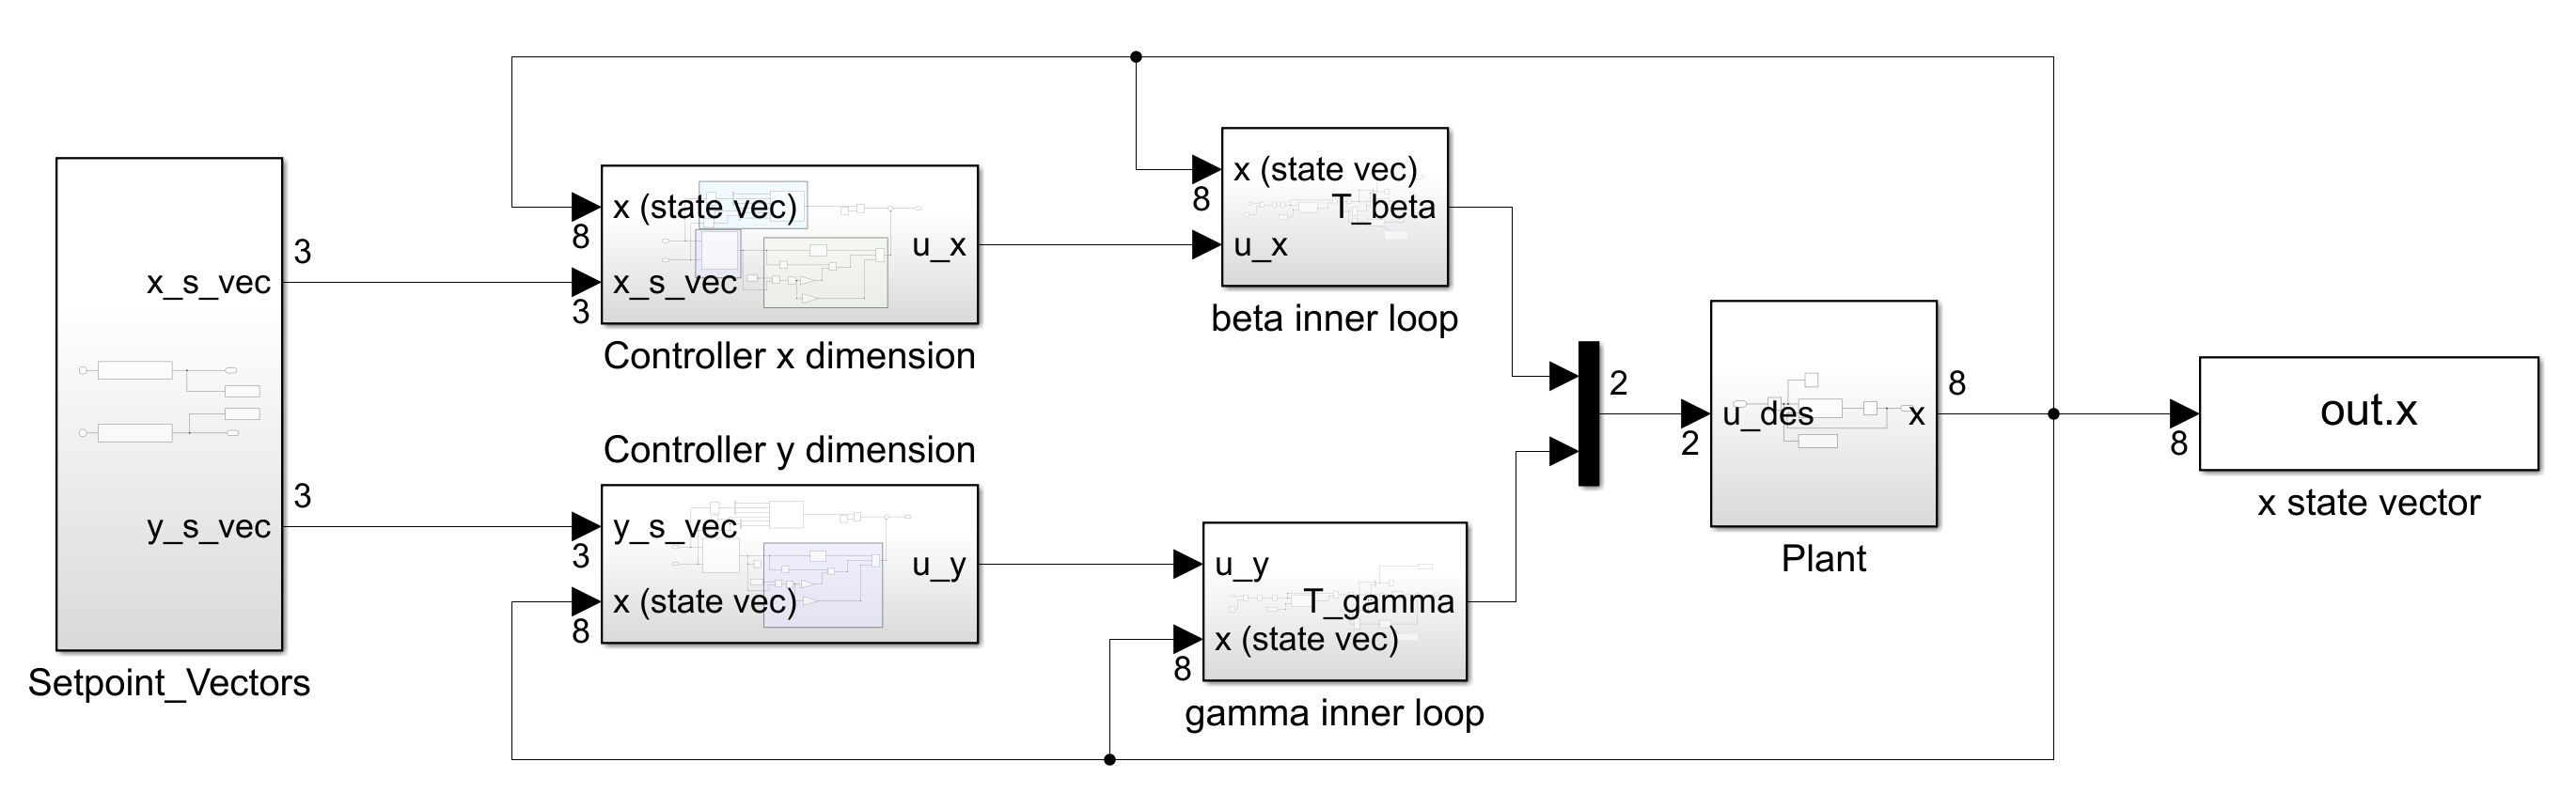 x_s_vec
3
y_s_vec
3
Setpoint_Vectors
x (state vec)
8
x_s_vec
3
u_x
Controller x dimension
Controller y dimension
y_s_vec
3
x (state vec)
8
u_y
x (state vec)
8
T_beta
u_x
beta inner loop
u_y
T_gamma
x (state vec)
8
gamma inner loop
2
u_des
2
x
8
Plant
out.x
8
x state vector